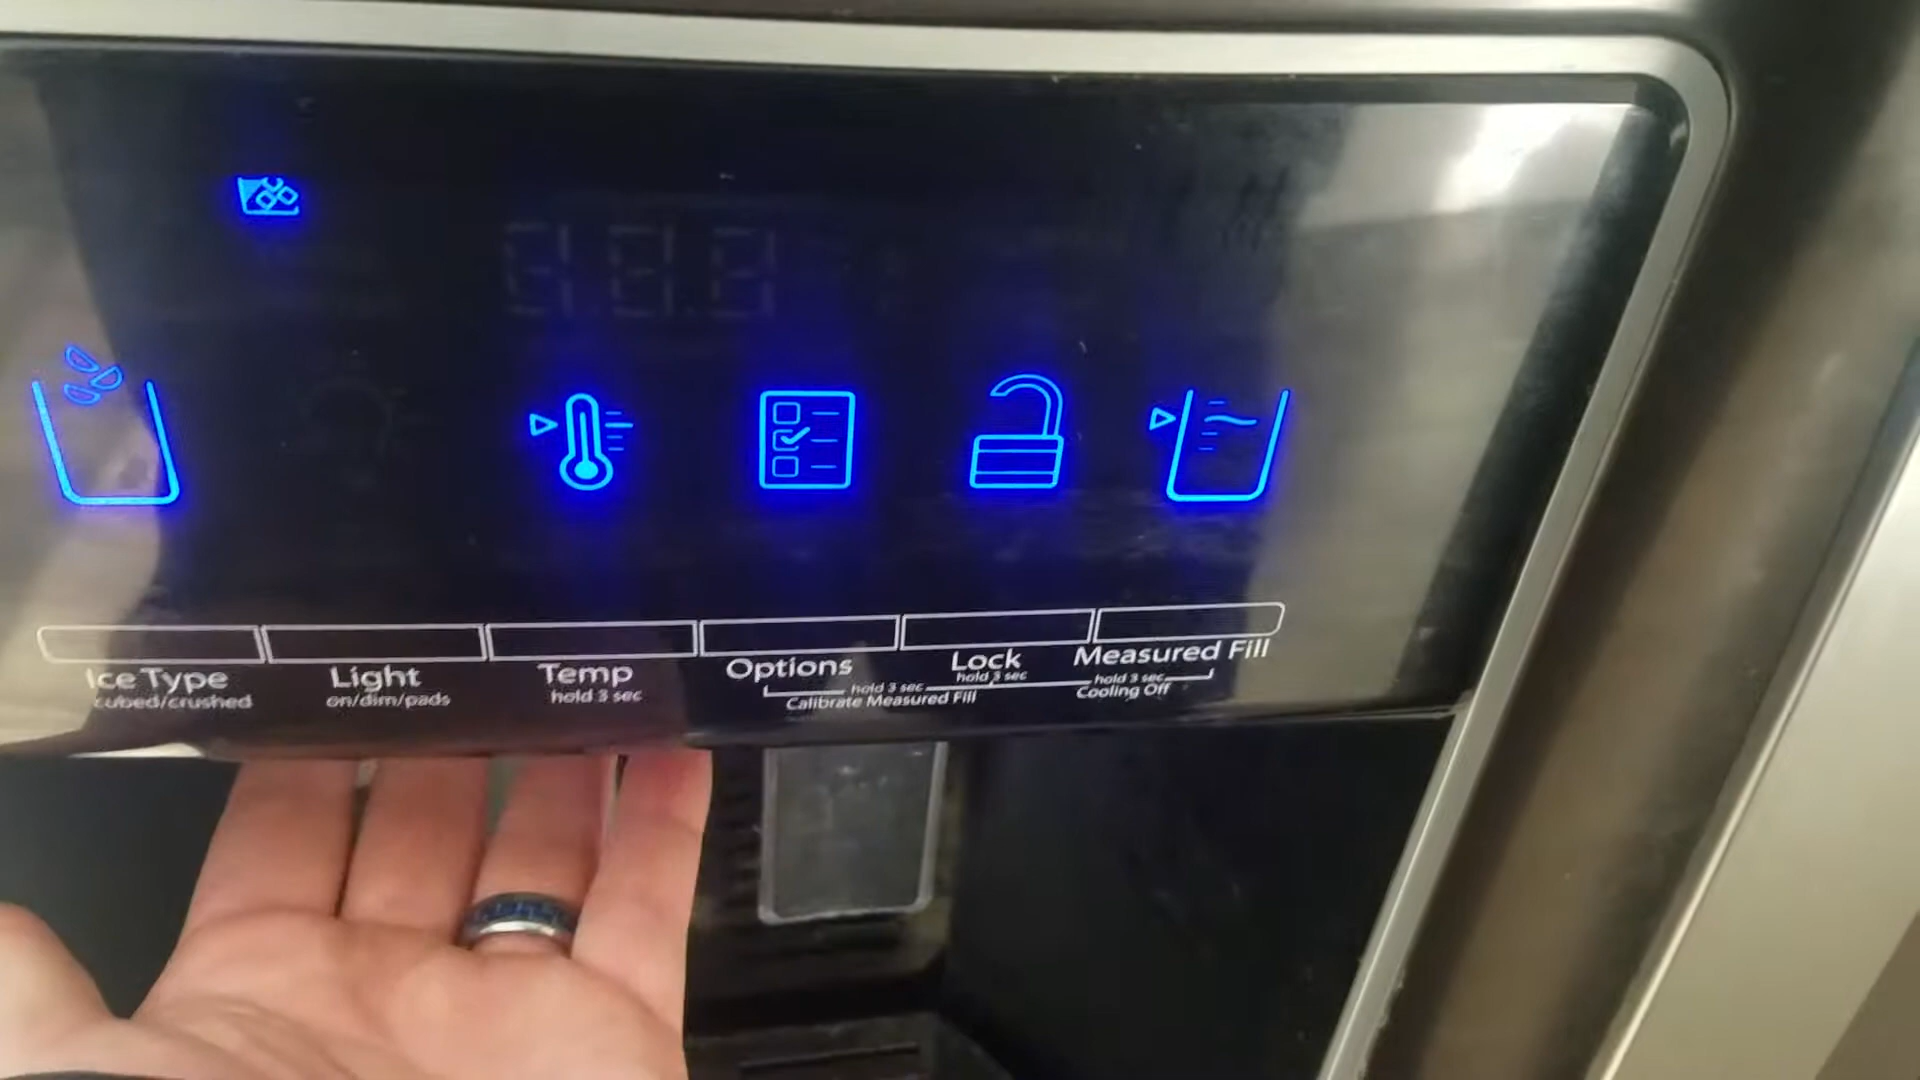 Ice Type
cubed/crushed
Light
on/dim/pads
Temp
hold 3 sec
Options
Lock
hold 3 sec
Measured Fill
hold 3 sec
Calibrate Measured Fill
hold 3 sec
Cooling Off